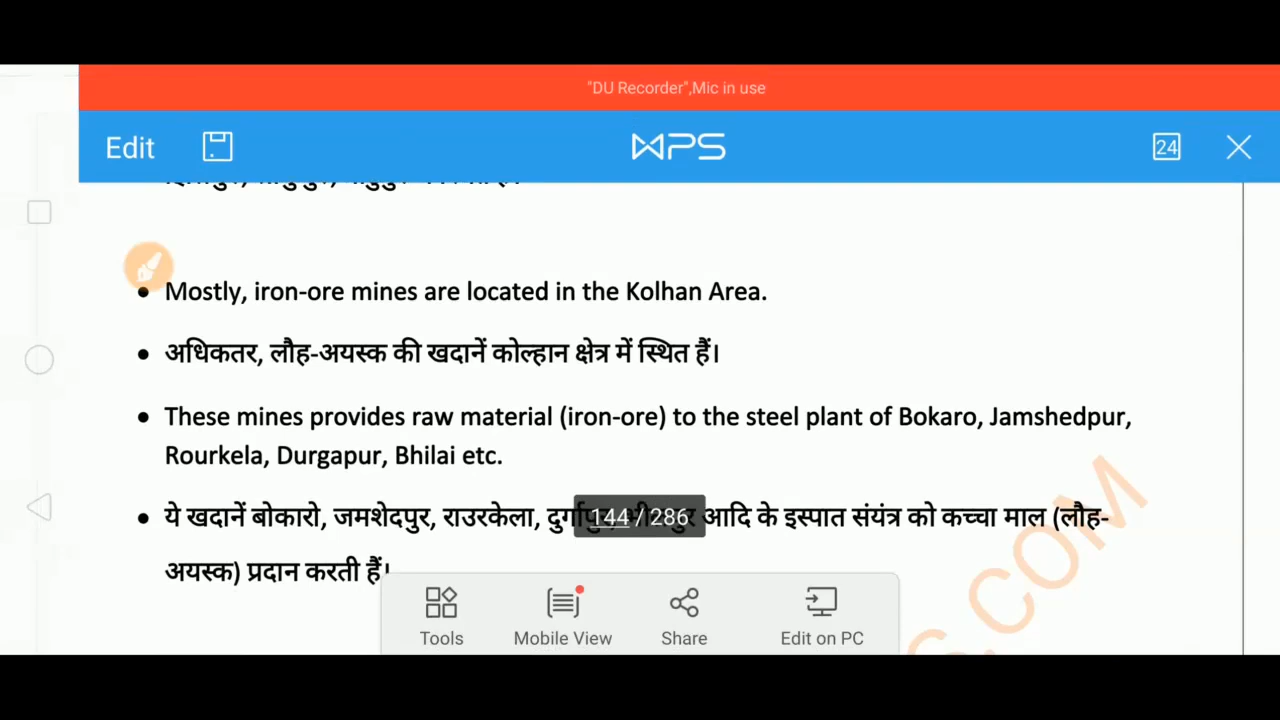 "DU Recorder",Mic in use
Edit
WPS
24
• Mostly, iron-ore mines are located in the Kolhan Area.
• अधिकतर, लौह-अयस्क की खदानें कोल्हान क्षेत्र में स्थित हैं।
• These mines provides raw material (iron-ore) to the steel plant of Bokaro, Jamshedpur,
Rourkela, Durgapur, Bhilai etc.
• ये खदानें बोकारो, जमशेदपुर, राउरकेला, आदि के इस्पात संयंत्र को कच्चा माल (लौह-
अयस्क) प्रदान करती हैं।
144 / 286
Tools
Mobile View
Share
Edit on PC
.COM